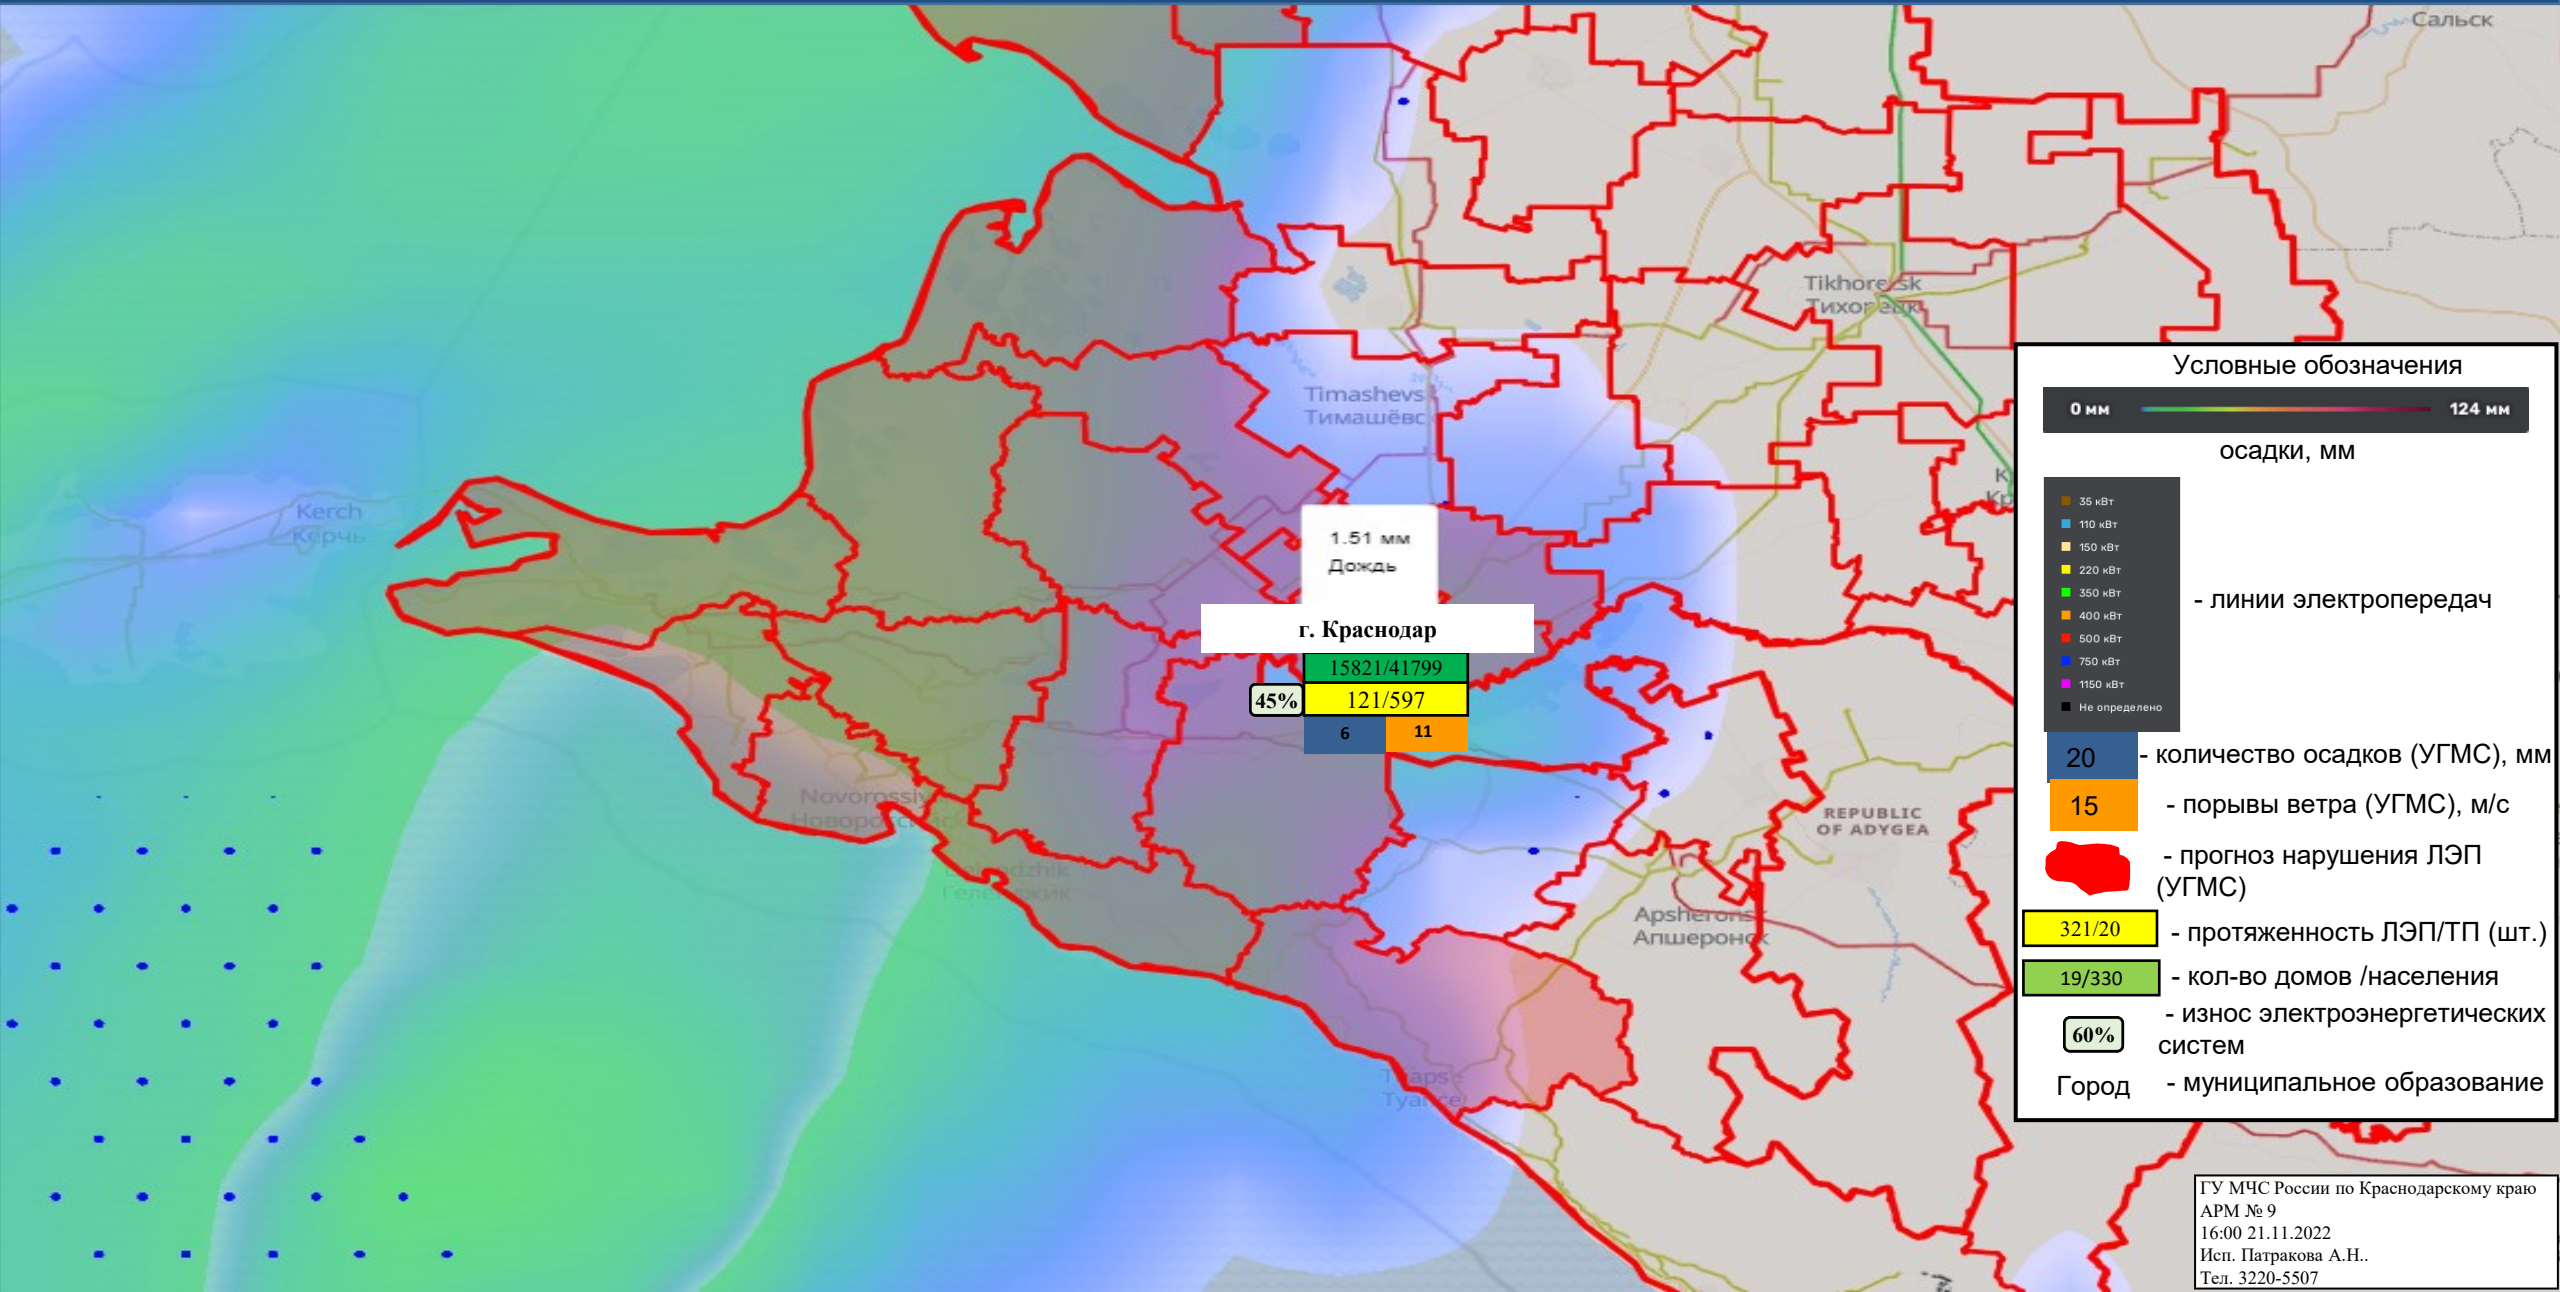 Сальск
Tikhoretsk
Тихорецк
Timashevs
Тимашёвс
Kerch
Керчь
1.51 мм
Дождь
г. Краснодар
15821/41799
45%
121/597
6
11
Novorossiy
Новороссийс
Gelendzhik
Геленджик
REPUBLIC
OF ADYGEA
Apsheronsk
Апшеронск
Tuapse
Туапсе
Условные обозначения
0 мм
124 мм
осадки, мм
35 кВт
110 кВт
150 кВт
220 кВт
350 кВт
400 кВт
500 кВт
750 кВт
1150 кВт
Не определено
- линии электропередач
20 - количество осадков (УГМС), мм
15 - порывы ветра (УГМС), м/с
- прогноз нарушения ЛЭП
(УГМС)
321/20 - протяженность ЛЭП/ТП (шт.)
19/330 - кол-во домов /населения
- износ электроэнергетических
60%
систем
Город - муниципальное образование
ГУ МЧС России по Краснодарскому краю
АРМ № 9
16:00 21.11.2022
Исп. Патракова А.Н..
Тел. 3220-5507